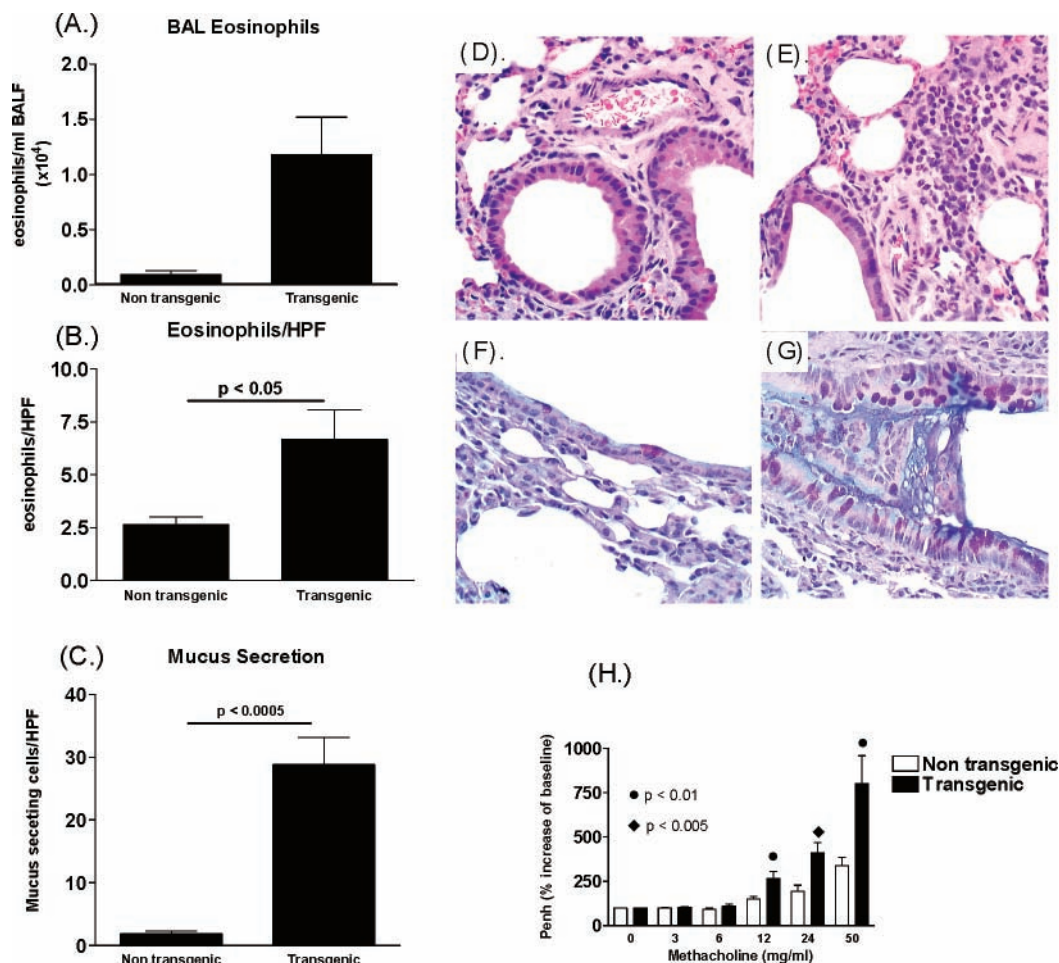 (A.)
BAL Eosinophils
eosinophils/ml BALF
(x10⁴)
2.0
1.5
1.0
0.5
0.0
Non transgenic Transgenic
(B.)
Eosinophils/HPF
eosinophils/HPF
10.0
7.5
5.0
2.5
0.0
p < 0.05
Non transgenic Transgenic
(C.)
Mucus Secretion
Mucus seceting cells/HPF
40
30
20
10
0
p < 0.0005
Non transgenic Transgenic
(D).
(E).
(F).
(G).
(H.)
Penh (% increase of baseline)
1000
750
500
250
0
● p < 0.01
◆ p < 0.005
● ◆ ●
Non transgenic
Transgenic
0 3 6 12 24 50
Methacholine (mg/ml)